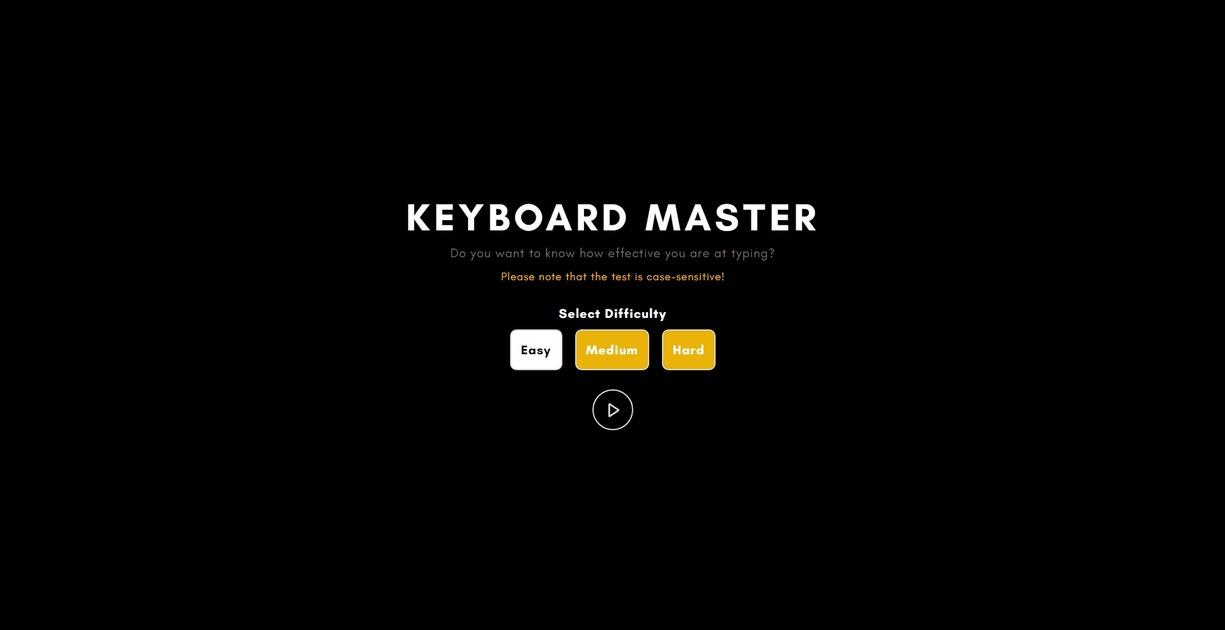 KEYBOARD MASTER
Do you want to know how effective you are at typing?
Please note that the test is case-sensitive!
Select Difficulty
Easy Medium Hard